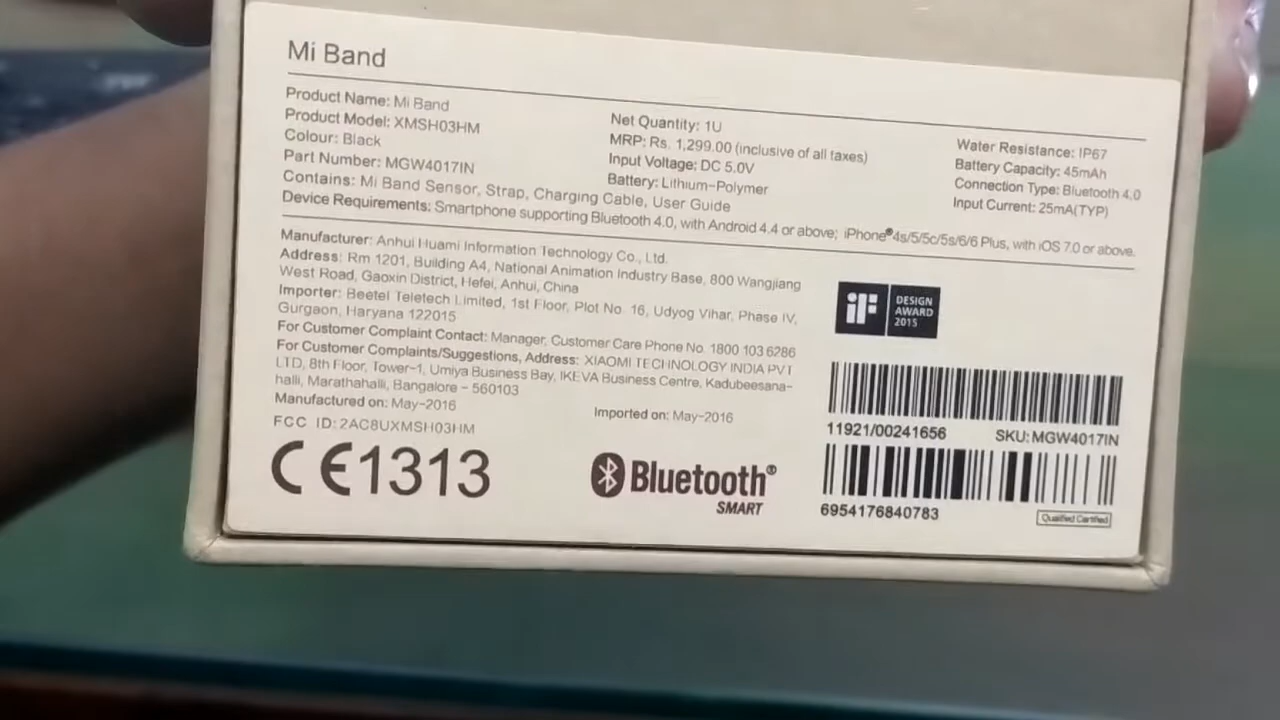 Mi Band
Product Name: Mi Band
Product Model: XMSH03HM
Colour: Black
Part Number: MGW4017IN
Net Quantity: 1U
MRP: Rs. 1,299.00 (inclusive of all taxes)
Input Voltage: DC 5.0V
Battery: Lithium-Polymer
Water Resistance: IP67
Battery Capacity: 45mAh
Connection Type: Bluetooth 4.0
Input Current: 25mA(TYP)
Contains: Mi Band Sensor, Strap, Charging Cable, User Guide
Device Requirements: Smartphone supporting Bluetooth 4.0, with Android 4.4 or above; iPhone®4s/5/5c/5s/6/6 Plus, with iOS 7.0 or above.
Manufacturer: Anhui Huami Information Technology Co., Ltd.
Address: Rm 1201, Building A4, National Animation Industry Base, 800 Wangjiang
West Road, Gaoxin District, Hefei, Anhui, China
Importer: Beetel Teletech Limited, 1st Floor, Plot No. 16, Udyog Vihar, Phase IV,
Gurgaon, Haryana 122015
For Customer Complaint Contact: Manager, Customer Care Phone No. 1800 103 6286
For Customer Complaints/Suggestions, Address: XIAOMI TECHNOLOGY INDIA PVT
LTD, 8th Floor, Tower-1, Umiya Business Bay, IKEVA Business Centre, Kadubeesana-
halli, Marathahalli, Bangalore - 560103
Manufactured on: May-2016
Imported on: May-2016
FCC ID: 2AC8UXMSH03HM
CE1313
Bluetooth®
SMART
iF
DESIGN
AWARD
2015
11921/00241656
SKU: MGW4017IN
6954176840783
Qualified Certified